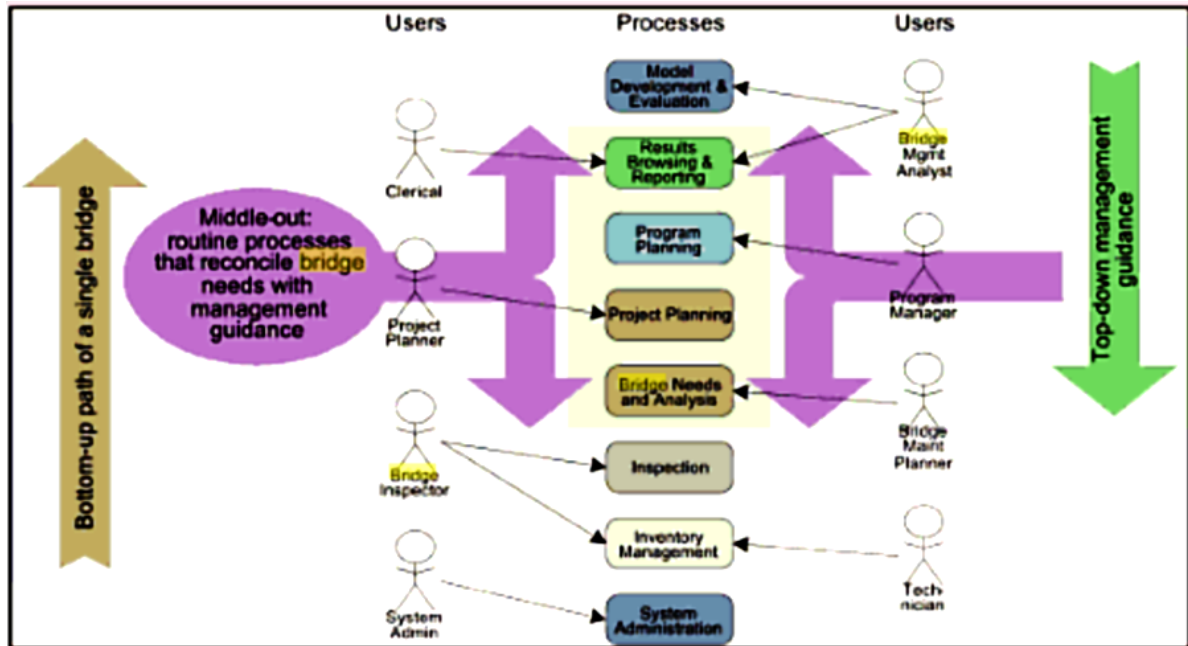 Users
Processes
Users
Model
Development &
Evaluation
Bridge
Mgmt
Analyst
Clerical
Results
Browsing &
Reporting
Bottom-up path of a single bridge
Middle-out:
routine processes
that reconcile bridge
needs with
management
guidance
Top-down management
guidance
Program
Planning
Project
Planner
Program
Manager
Project Planning
Bridge Needs
and Analysis
Bridge
Maint
Planner
Bridge
Inspector
Inspection
Inventory
Management
Tech-
nician
System
Admin
System
Administration